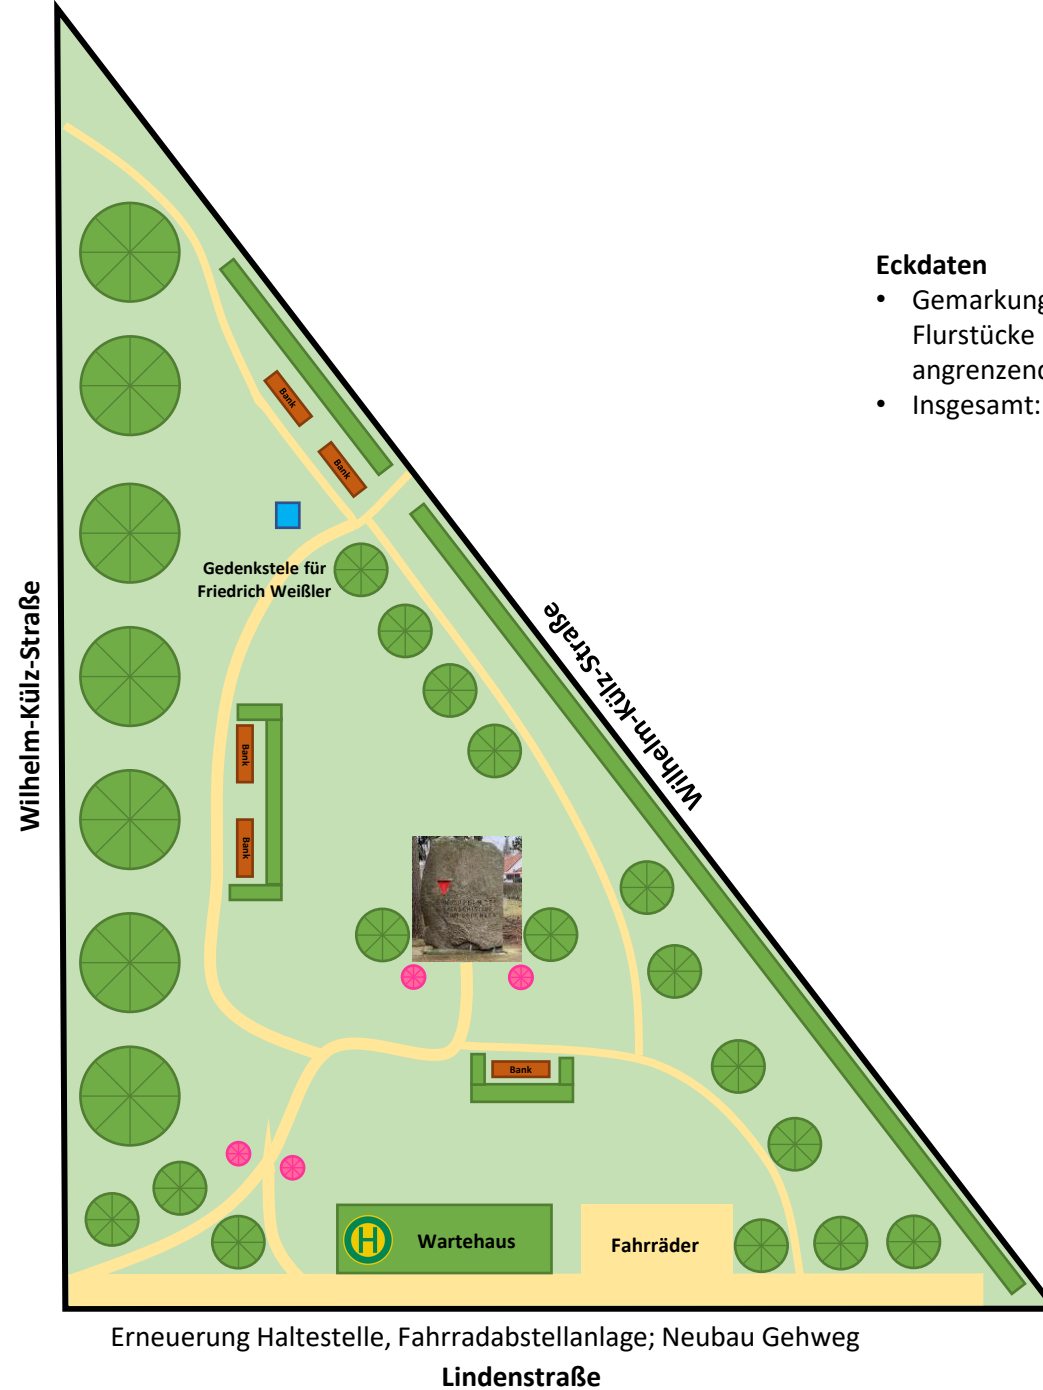 Eckdaten
• Gemarkung
Flurstücke
angrenzend
• Insgesamt:
Bank
Bank
Gedenkstele für
Friedrich Weißler
Wilhelm-Külz-Straße
Wilhelm-Külz-Straße
Bank
Bank
Bank
H
Wartehaus
Fahrräder
Erneuerung Haltestelle, Fahrradabstellanlage; Neubau Gehweg
Lindenstraße